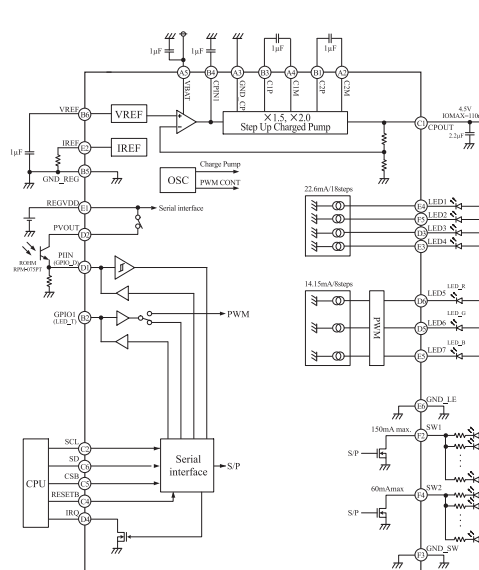 1μF
1μF
1μF
1μF
A5
B4
A3
B3
A4
B1
A2
VBAT
CPIN1
GND_CP
C1P
C1M
C2P
C2M
VREF
B6
VREF
×1.5, ×2.0
Step Up Charged Pump
C1
CPOUT
4.5V
IOMAX=110m
2.2μF
IREF
E2
IREF
1μF
GND_REG
B5
OSC
Charge Pump
PWM CONT
22.6mA/18steps
REGVDD
E1
Serial interface
PVOUT
D2
E4
LED1
F5
LED2
D3
LED3
E3
LED4
ROHM
RPM-075PT
PIIN
(GPIO_D)
D1
14.15mA/8steps
GPIO1
(LED_T)
B2
PWM
PWM
D6
LED5
LED_R
D5
LED6
LED_G
E5
LED7
LED_B
E6
GND_LE
150mA max.
F2
SW1
S/P
CPU
SCL
C2
SD
C6
CSB
C5
RESETB
C4
IRQ
D4
Serial
interface
S/P
60mAmax
F4
SW2
S/P
F3
GND_SW